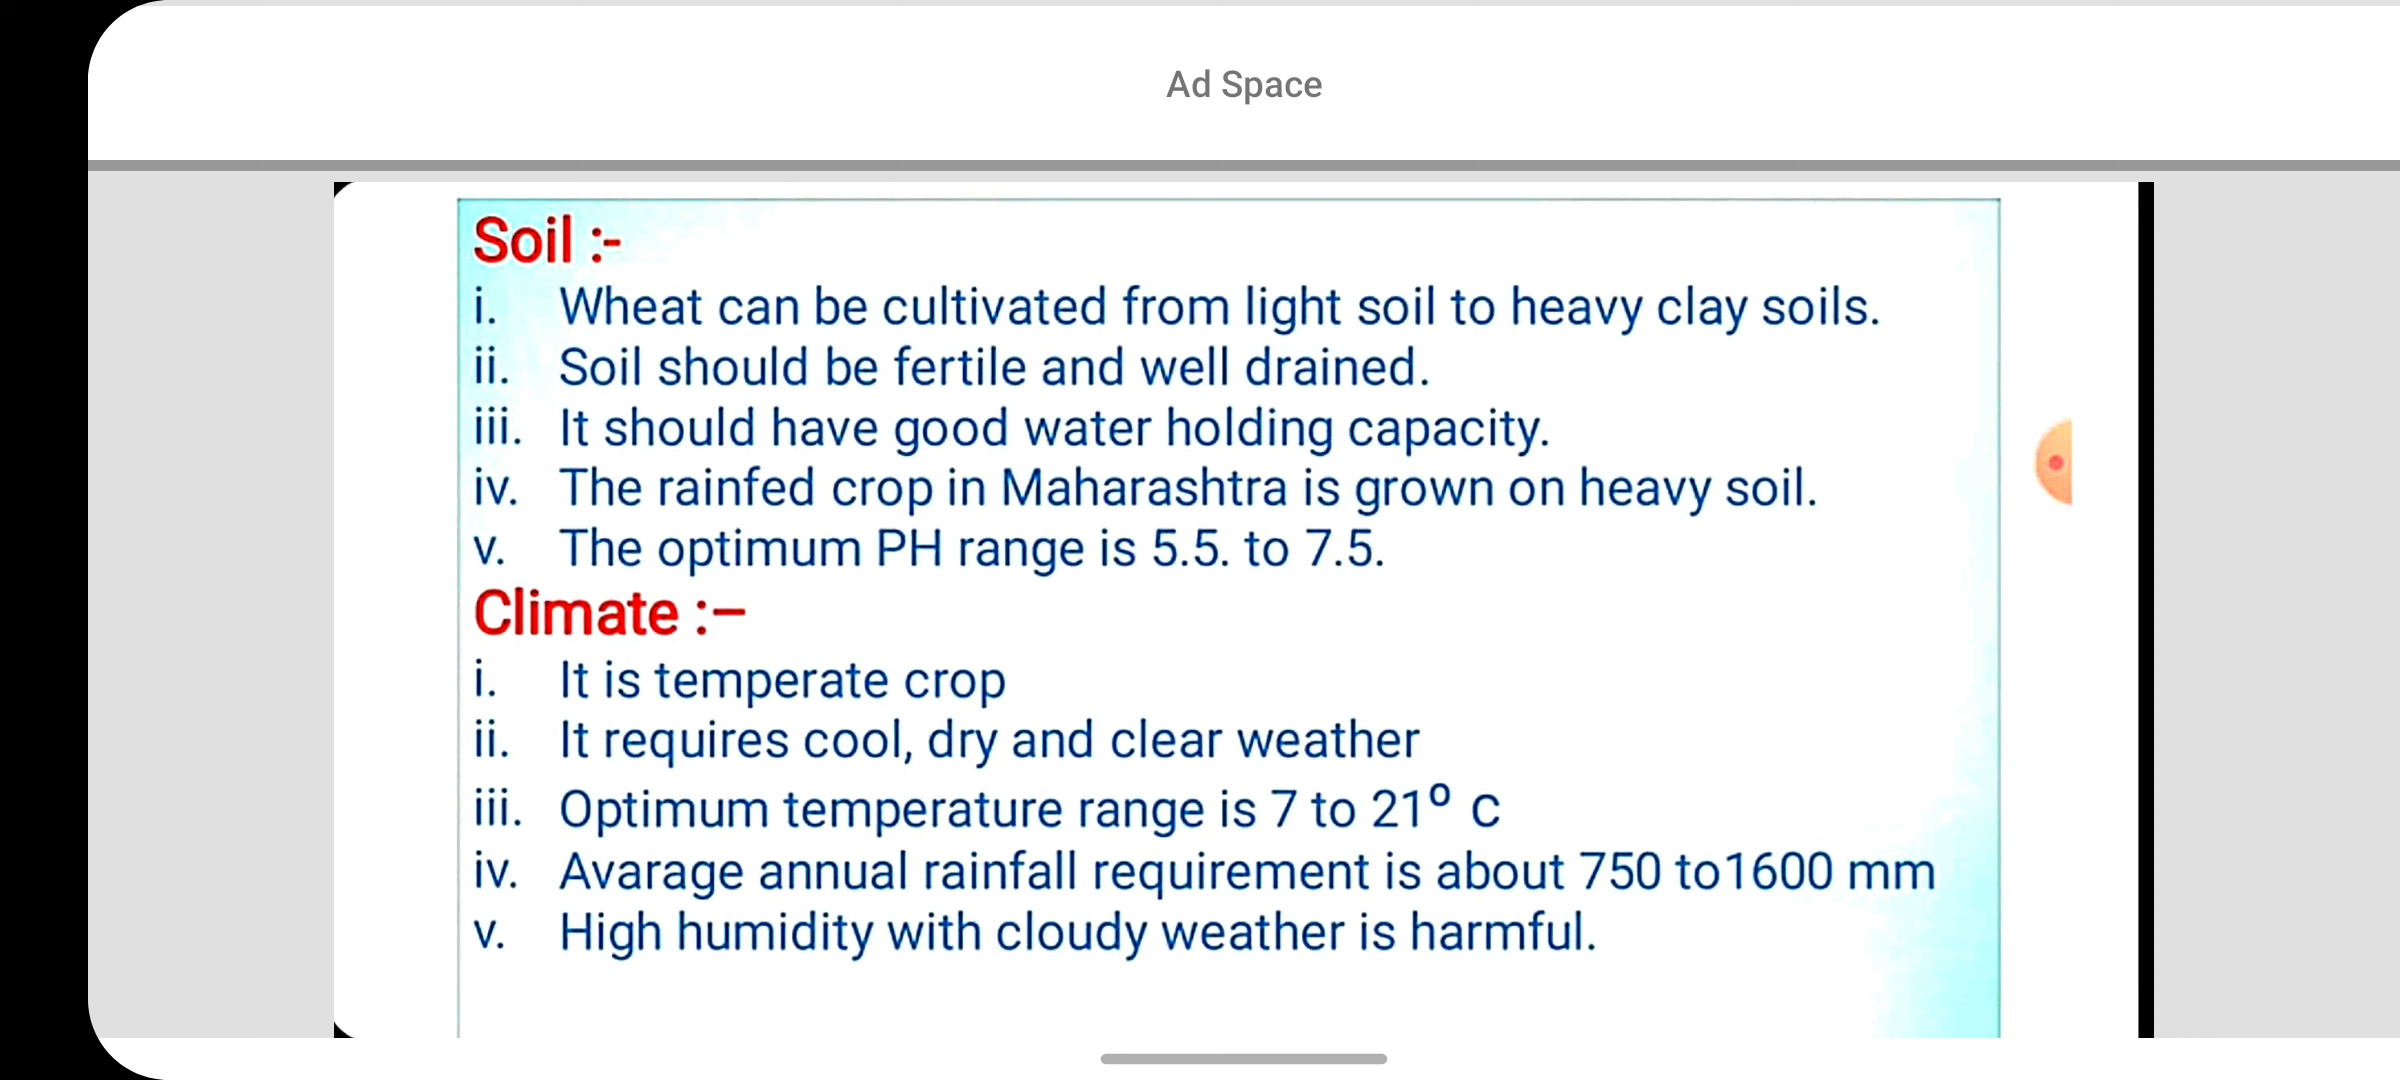 Ad Space
Soil :-
i. Wheat can be cultivated from light soil to heavy clay soils.
ii. Soil should be fertile and well drained.
iii. It should have good water holding capacity.
iv. The rainfed crop in Maharashtra is grown on heavy soil.
v. The optimum PH range is 5.5. to 7.5.
Climate :–
i. It is temperate crop
ii. It requires cool, dry and clear weather
iii. Optimum temperature range is 7 to 21⁰ c
iv. Avarage annual rainfall requirement is about 750 to1600 mm
v. High humidity with cloudy weather is harmful.